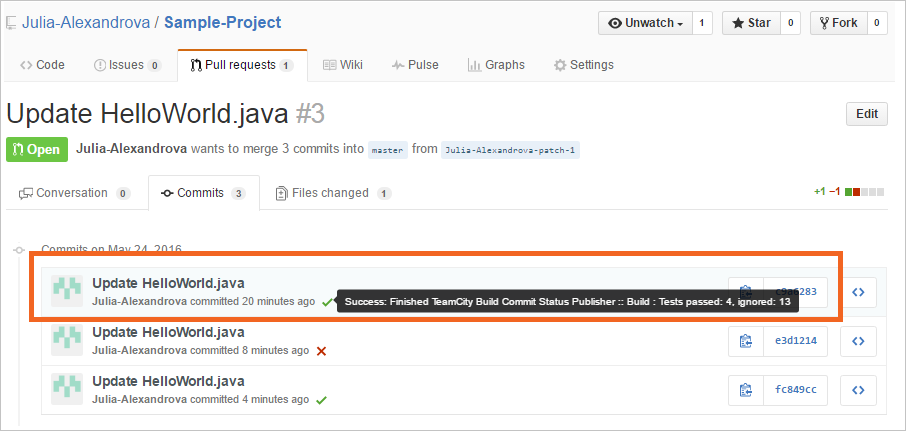 Julia-Alexandrova / Sample-Project
Unwatch 1 Star 0 Fork 0
Code Issues 0 Pull requests 1 Wiki Pulse Graphs Settings
Update HelloWorld.java #3
Edit
Open Julia-Alexandrova wants to merge 3 commits into master from Julia-Alexandrova-patch-1
Conversation 0 Commits 3 Files changed 1 +1 −1
Commits on May 24, 2016
Update HelloWorld.java
Julia-Alexandrova committed 20 minutes ago
Success: Finished TeamCity Build Commit Status Publisher :: Build : Tests passed: 4, ignored: 13
Update HelloWorld.java
Julia-Alexandrova committed 8 minutes ago
e3d1214
Update HelloWorld.java
Julia-Alexandrova committed 4 minutes ago
fc849cc